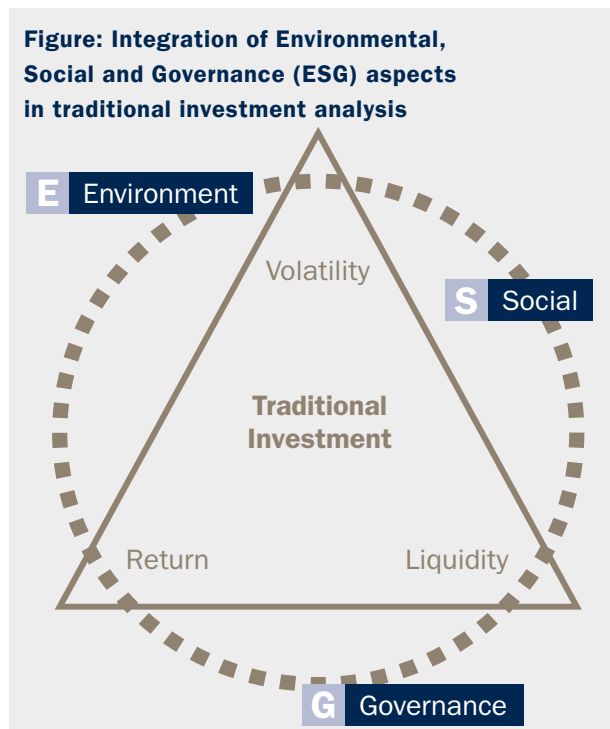 Figure: Integration of Environmental,
Social and Governance (ESG) aspects
in traditional investment analysis
E Environment
Volatility
S Social
Traditional
Investment
Return
Liquidity
G Governance